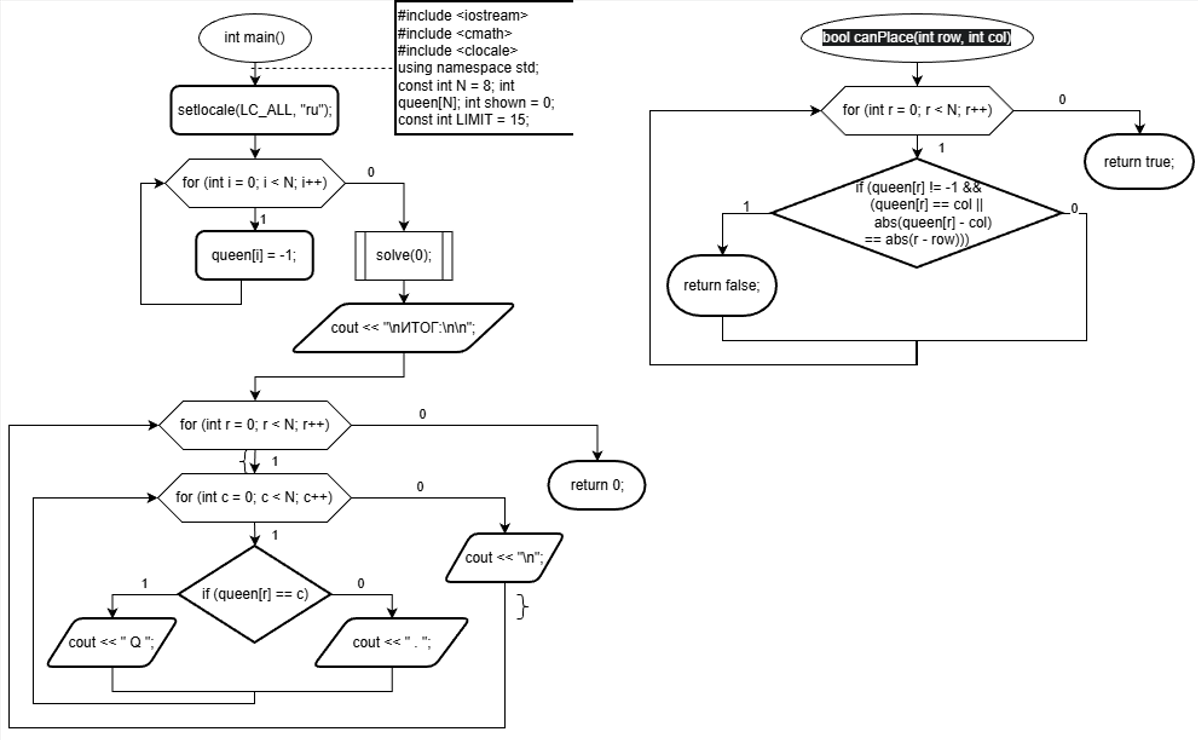 int main()
#include <iostream>
#include <cmath>
#include <clocale>
using namespace std;
const int N = 8; int
queen[N]; int shown = 0;
const int LIMIT = 15;
setlocale(LC_ALL, "ru");
for (int i = 0; i < N; i++)
0
1
queen[i] = -1;
solve(0);
cout << "\nИТОГ:\n\n";
for (int r = 0; r < N; r++)
0
{
1
return 0;
for (int c = 0; c < N; c++)
0
1
cout << "\n";
}
if (queen[r] == c)
1
0
cout << " Q ";
cout << " . ";
bool canPlace(int row, int col)
for (int r = 0; r < N; r++)
0
1
return true;
if (queen[r] != -1 &&
(queen[r] == col ||
abs(queen[r] - col)
== abs(r - row)))
1
0
return false;